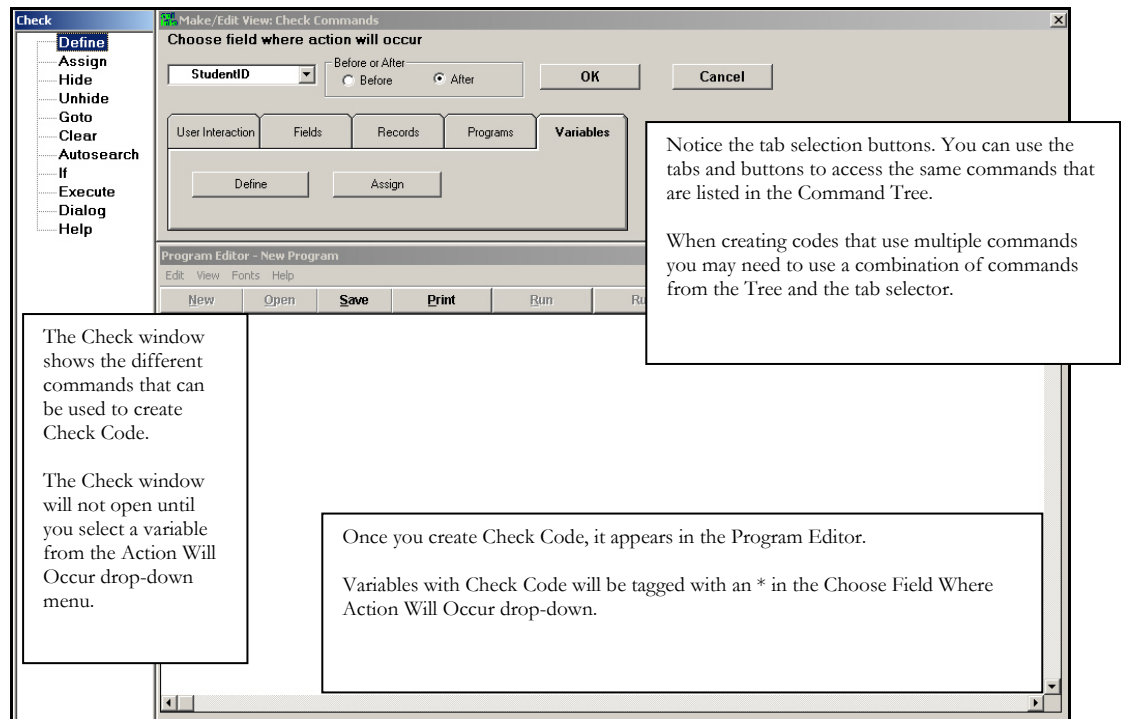 Check
Define
Assign
Hide
Unhide
Goto
Clear
Autosearch
If
Execute
Dialog
Help
Make/Edit View: Check Commands
Choose field where action will occur
StudentID
Before or After
Before
After
OK
Cancel
User Interaction
Fields
Records
Programs
Variables
Define
Assign
Notice the tab selection buttons. You can use the
tabs and buttons to access the same commands that
are listed in the Command Tree.
When creating codes that use multiple commands
you may need to use a combination of commands
from the Tree and the tab selector.
Program Editor - New Program
Edit View Fonts Help
New Open Save Print Run
The Check window
shows the different
commands that can
be used to create
Check Code.
The Check window
will not open until
you select a variable
from the Action Will
Occur drop-down
menu.
Once you create Check Code, it appears in the Program Editor.
Variables with Check Code will be tagged with an * in the Choose Field Where
Action Will Occur drop-down.